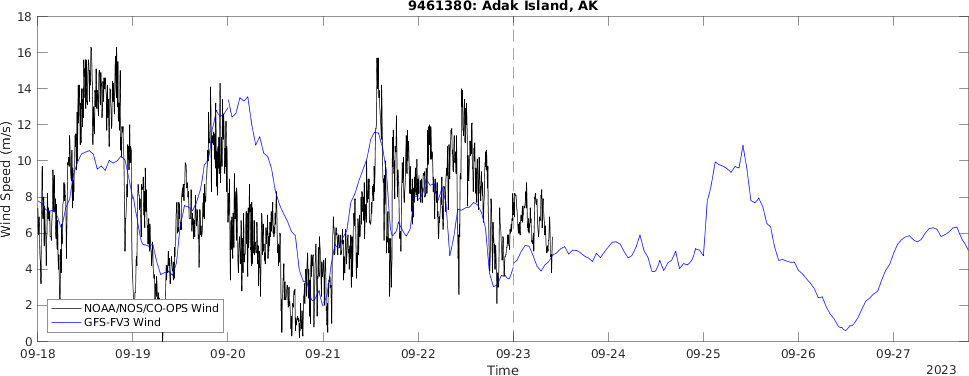 9461380: Adak Island, AK
18
16
14
12
10
8
6
4
2
0
Wind Speed (m/s)
NOAA/NOS/CO-OPS Wind
GFS-FV3 Wind
09-18 09-19 09-20 09-21 09-22 09-23 09-24 09-25 09-26 09-27
Time
2023